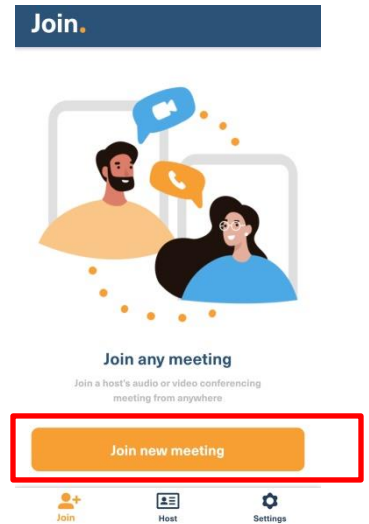 Join.
Join any meeting
Join a host's audio or video conferencing
meeting from anywhere
Join new meeting
Join Host Settings